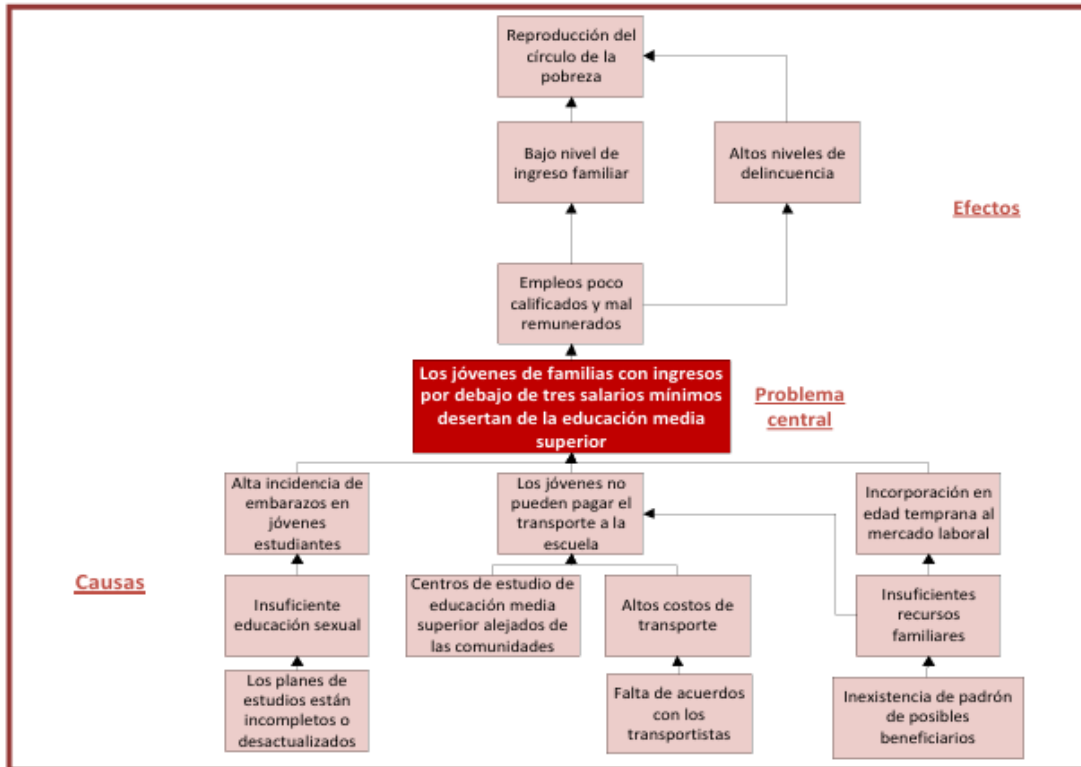 Reproducción del
círculo de la
pobreza
Bajo nivel de
ingreso familiar
Altos niveles de
delincuencia
Efectos
Empleos poco
calificados y mal
remunerados
Los jóvenes de familias con ingresos
por debajo de tres salarios mínimos
desertan de la educación media
superior
Problema
central
Alta incidencia de
embarazos en
jóvenes
estudiantes
Los jóvenes no
pueden pagar el
transporte a la
escuela
Incorporación en
edad temprana al
mercado laboral
Causas
Insuficiente
educación sexual
Centros de estudio de
educación media
superior alejados de
las comunidades
Altos costos de
transporte
Insuficientes
recursos
familiares
Los planes de
estudios están
incompletos o
desactualizados
Falta de acuerdos
con los
transportistas
Inexistencia de padrón
de posibles
beneficiarios